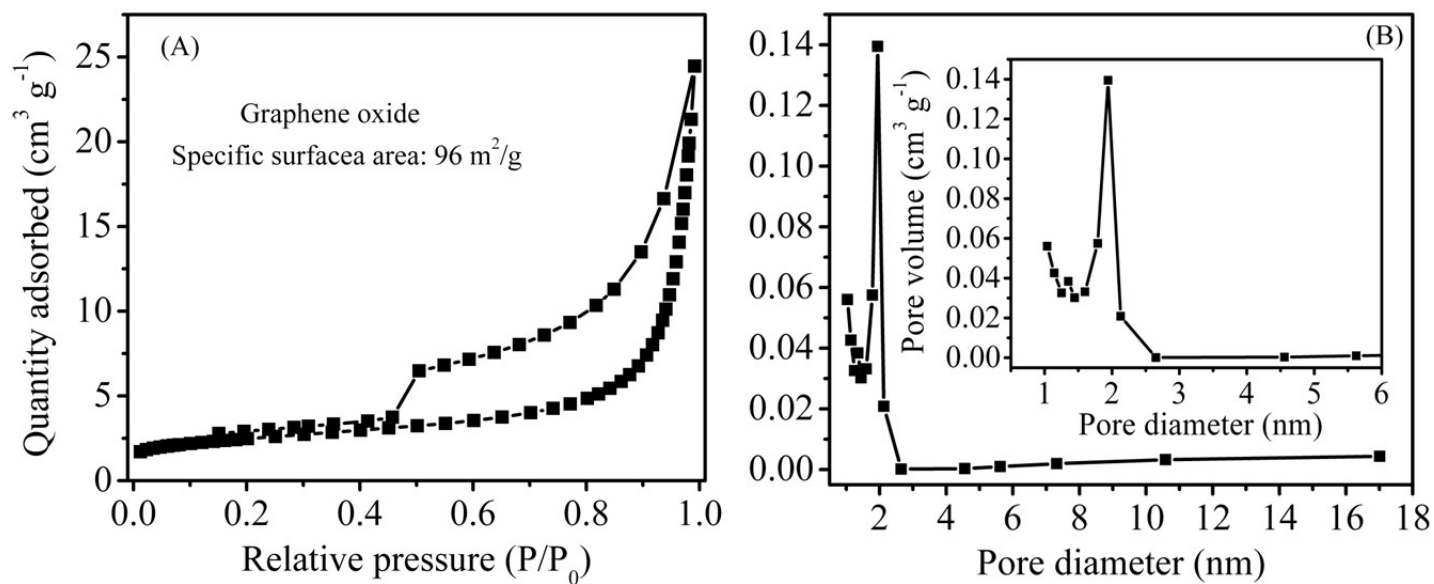 (A)
Graphene oxide
Specific surfacea area: 96 m²/g
25
20
15
10
5
0
0.0 0.2 0.4 0.6 0.8 1.0
Quantity adsorbed (cm³ g⁻¹)
Relative pressure (P/P₀)
(B)
0.14
0.12
0.10
0.08
0.06
0.04
0.02
0.00
2 4 6 8 10 12 14 16 18
Pore diameter (nm)
0.14
0.12
0.10
0.08
0.06
0.04
0.02
0.00
1 2 3 4 5 6
Pore volume (cm³ g⁻¹)
Pore diameter (nm)